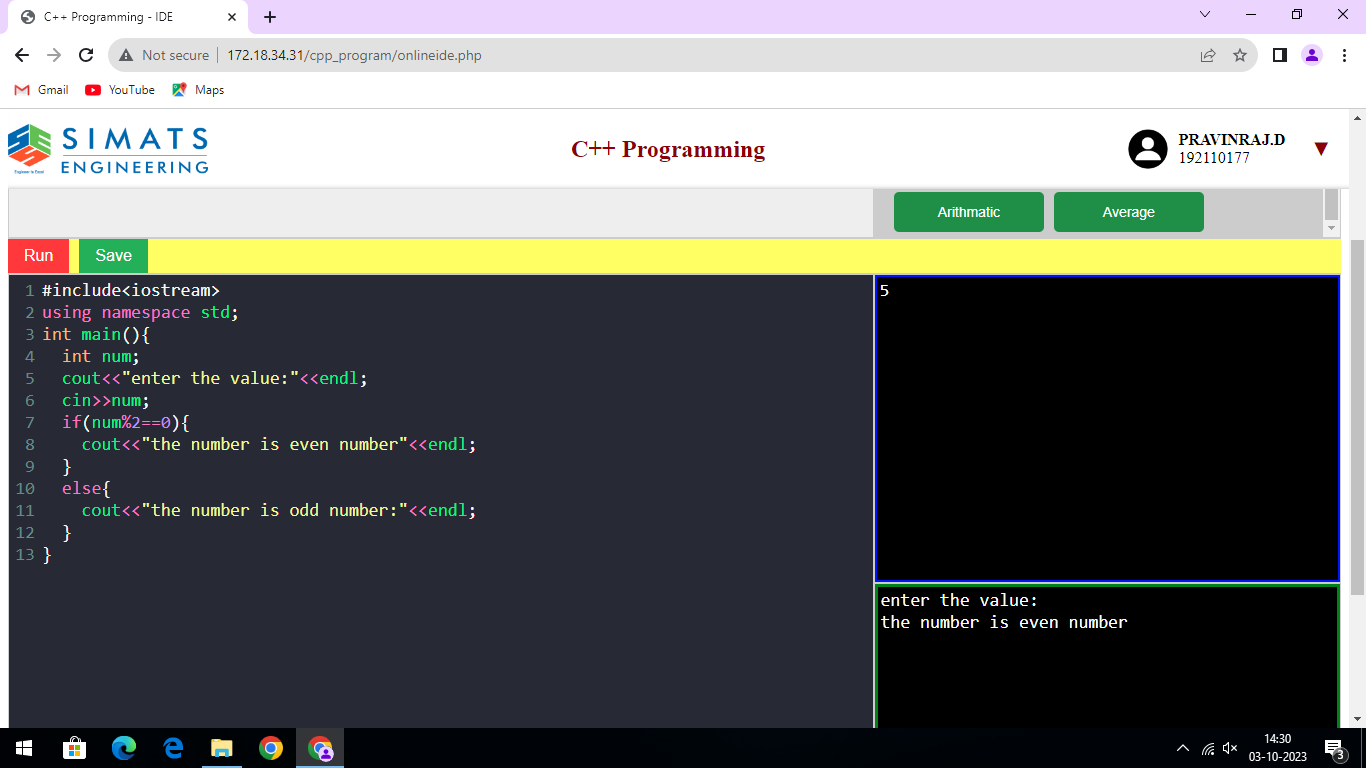 C++ Programming - IDE
Not secure 172.18.34.31/cpp_program/onlineide.php
Gmail YouTube Maps
SIMATS
ENGINEERING
Engineer to Excel
C++ Programming
PRAVINRAJ.D
192110177
Arithmatic Average
Run Save
1 #include<iostream>
2 using namespace std;
3 int main(){
4 int num;
5 cout<<"enter the value:"<<endl;
6 cin>>num;
7 if(num%2==0){
8 cout<<"the number is even number"<<endl;
9 }
10 else{
11 cout<<"the number is odd number:"<<endl;
12 }
13 }
5
enter the value:
the number is even number
14:30
03-10-2023
3